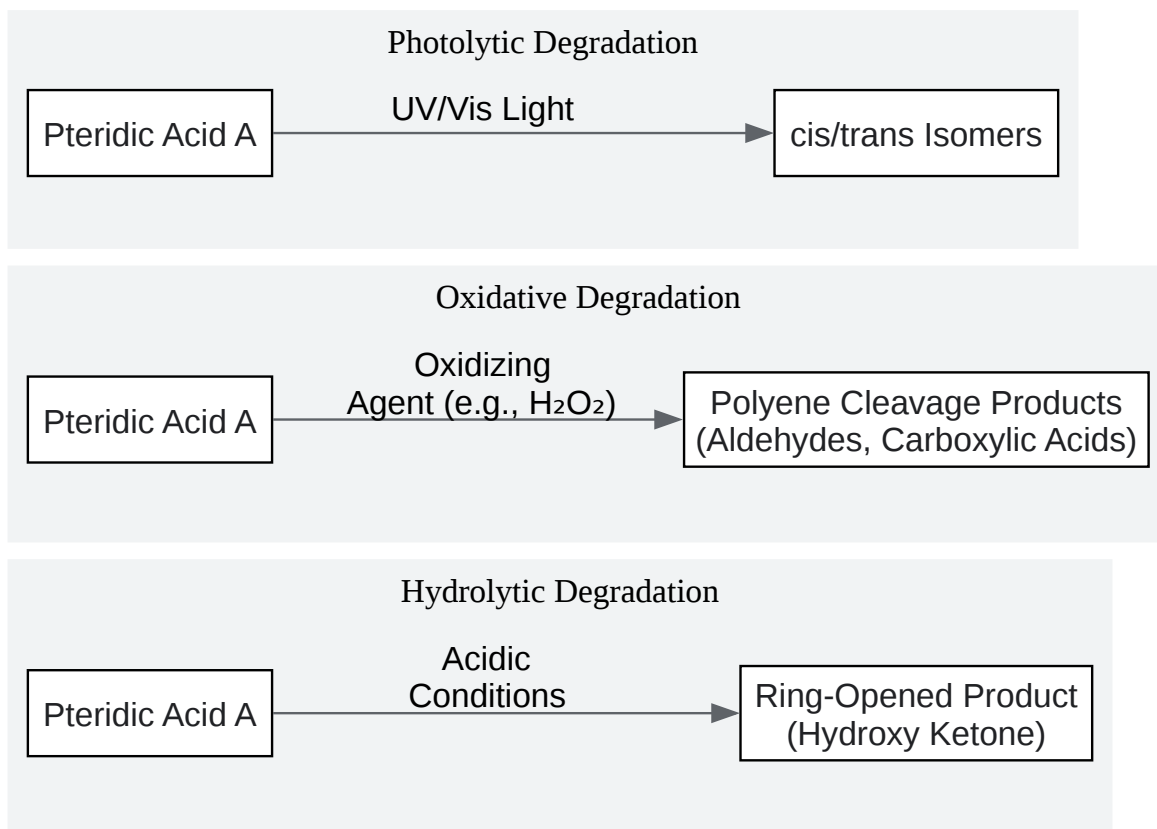 Photolytic Degradation
UV/Vis Light
Pteridic Acid A
cis/trans Isomers
Oxidative Degradation
Oxidizing
Agent (e.g., H₂O₂)
Pteridic Acid A
Polyene Cleavage Products
(Aldehydes, Carboxylic Acids)
Hydrolytic Degradation
Acidic
Conditions
Pteridic Acid A
Ring-Opened Product
(Hydroxy Ketone)